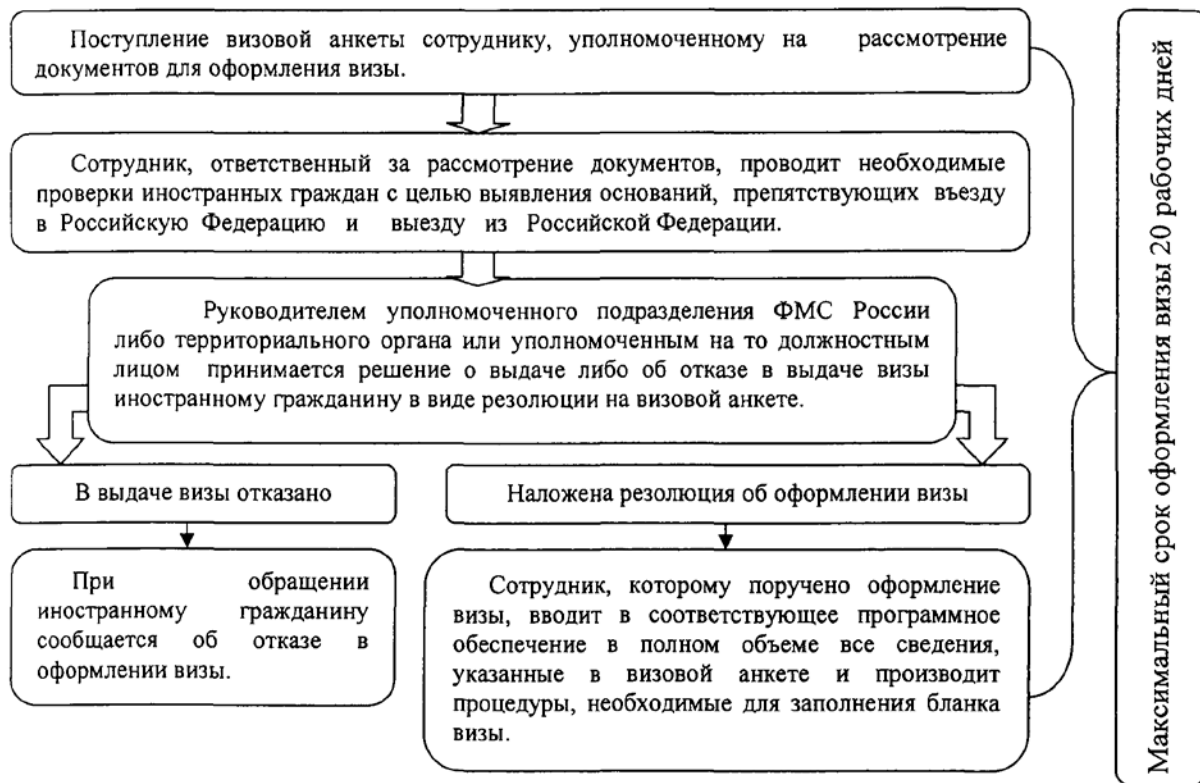 Поступление визовой анкеты сотруднику, уполномоченному на рассмотрение
документов для оформления визы.
Сотрудник, ответственный за рассмотрение документов, проводит необходимые
проверки иностранных граждан с целью выявления оснований, препятствующих въезду
в Российскую Федерацию и выезду из Российской Федерации.
Руководителем уполномоченного подразделения ФМС России
либо территориального органа или уполномоченным на то должностным
лицом принимается решение о выдаче либо об отказе в выдаче визы
иностранному гражданину в виде резолюции на визовой анкете.
В выдаче визы отказано
При обращении
иностранному гражданину
сообщается об отказе в
оформлении визы.
Наложена резолюция об оформлении визы
Сотрудник, которому поручено оформление
визы, вводит в соответствующее программное
обеспечение в полном объеме все сведения,
указанные в визовой анкете и производит
процедуры, необходимые для заполнения бланка
визы.
Максимальный срок оформления визы 20 рабочих дней